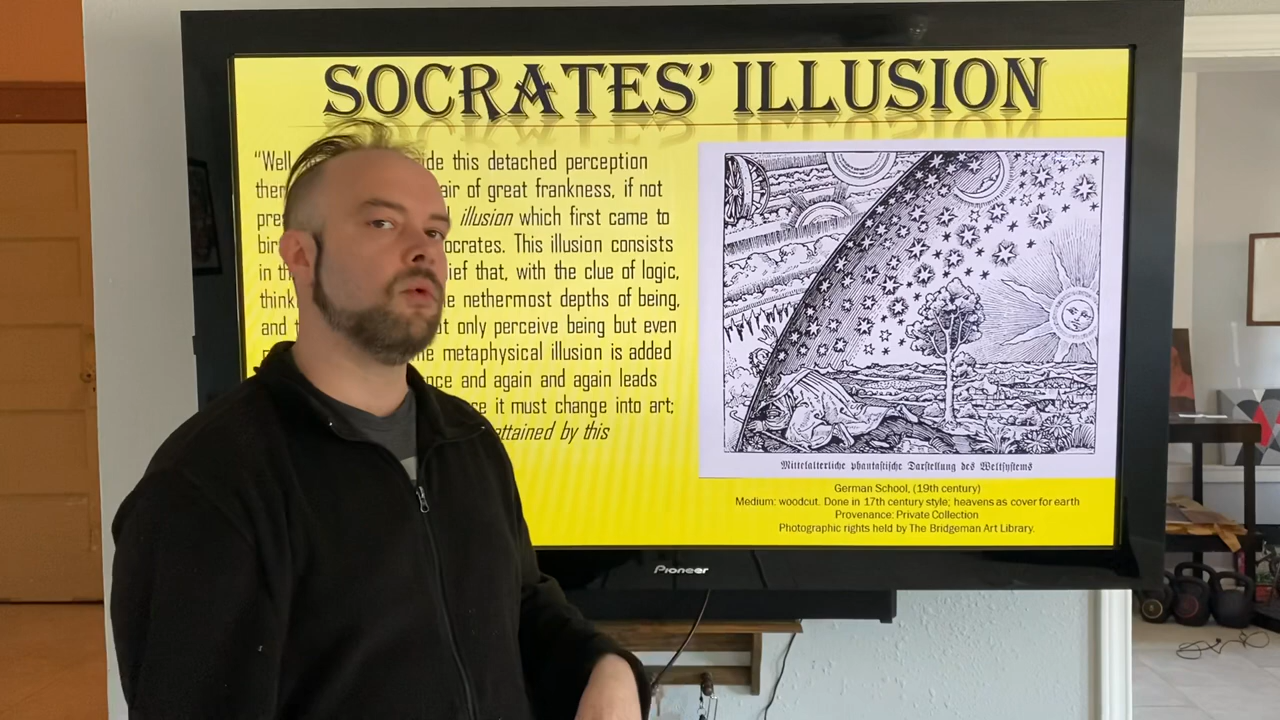 SOCRATES' ILLUSION
“Well ide this detached perception
ther air of great frankness, if not
pres illusion which first came to
bir ocrates. This illusion consists
in th ief that, with the clue of logic,
think e nethermost depths of being,
and t t only perceive being but even
he metaphysical illusion is added
nce and again and again leads
ce it must change into art;
attained by this
Mittelalterliche phantastische Darstellung des Weltsystems
German School, (19th century)
Medium: woodcut. Done in 17th century style; heavens as cover for earth
Provenance: Private Collection
Photographic rights held by The Bridgeman Art Library.
Pioneer